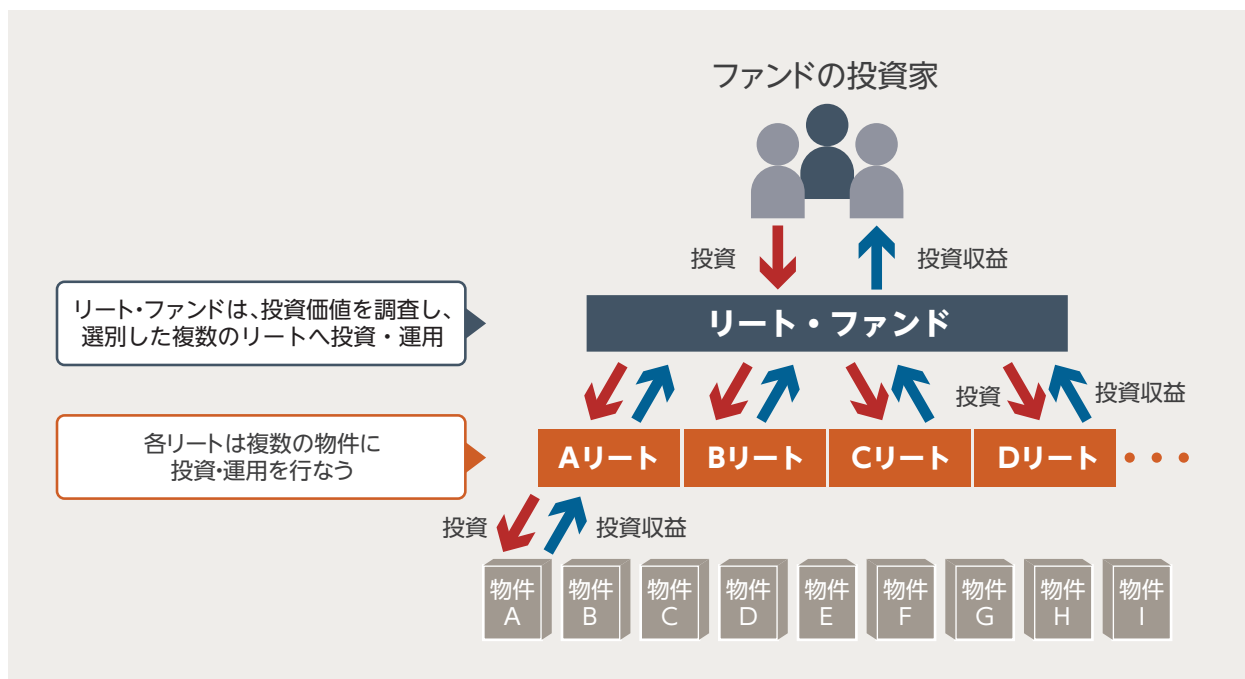 ファンドの投資家
投資
投資収益
リート・ファンドは、投資価値を調査し、
選別した複数のリートへ投資・運用
リート・ファンド
投資
投資収益
各リートは複数の物件に
投資・運用を行なう
Aリート
Bリート
Cリート
Dリート
・・・
投資
投資収益
物件
A
物件
B
物件
C
物件
D
物件
E
物件
F
物件
G
物件
H
物件
I